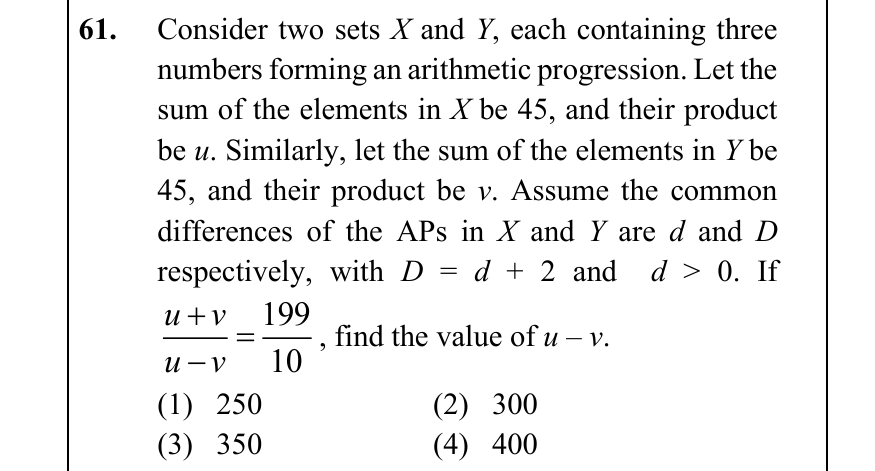 61. Consider two sets X and Y, each containing three
numbers forming an arithmetic progression. Let the
sum of the elements in X be 45, and their product
be u. Similarly, let the sum of the elements in Y be
45, and their product be v. Assume the common
differences of the APs in X and Y are d and D
respectively, with D = d + 2 and d > 0. If
(u+v)/(u−v) = 199/10, find the value of u – v.
(1) 250 (2) 300
(3) 350 (4) 400